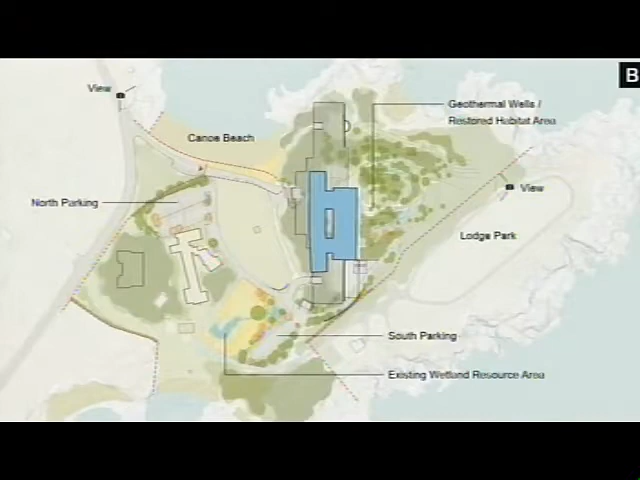 B
View
Geothermal Wells /
Restored Habitat Area
Canoe Beach
View
North Parking
Lodge Park
South Parking
Existing Wetland Resource Area